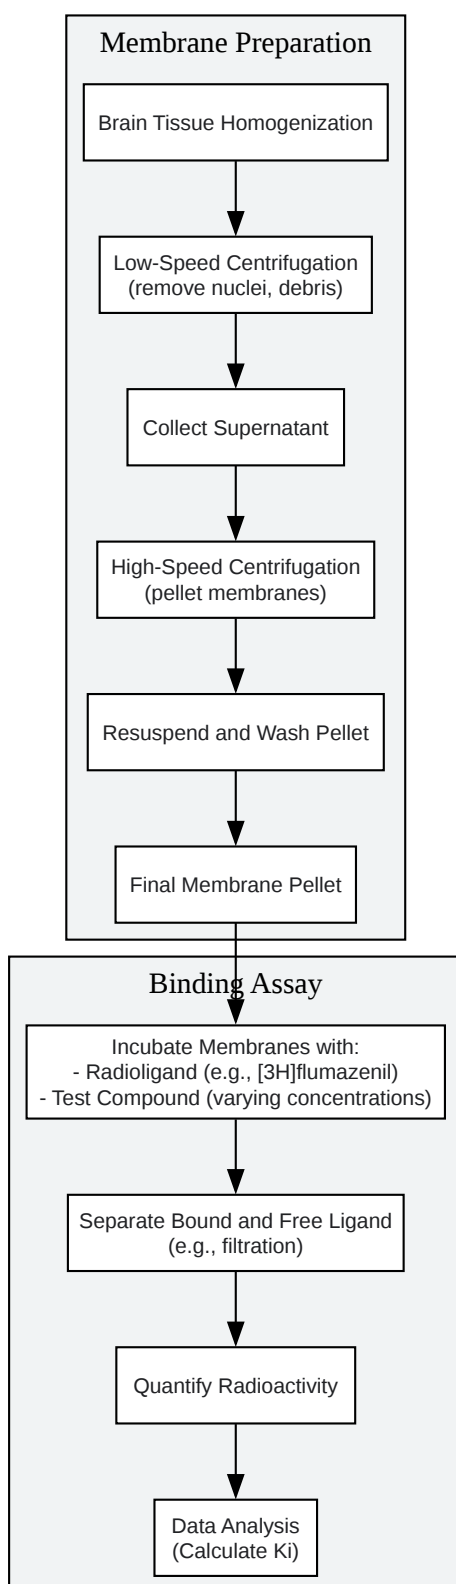 Membrane Preparation
Brain Tissue Homogenization
Low-Speed Centrifugation
(remove nuclei, debris)
Collect Supernatant
High-Speed Centrifugation
(pellet membranes)
Resuspend and Wash Pellet
Final Membrane Pellet
Binding Assay
Incubate Membranes with:
- Radioligand (e.g., [3H]flumazenil)
- Test Compound (varying concentrations)
Separate Bound and Free Ligand
(e.g., filtration)
Quantify Radioactivity
Data Analysis
(Calculate Ki)